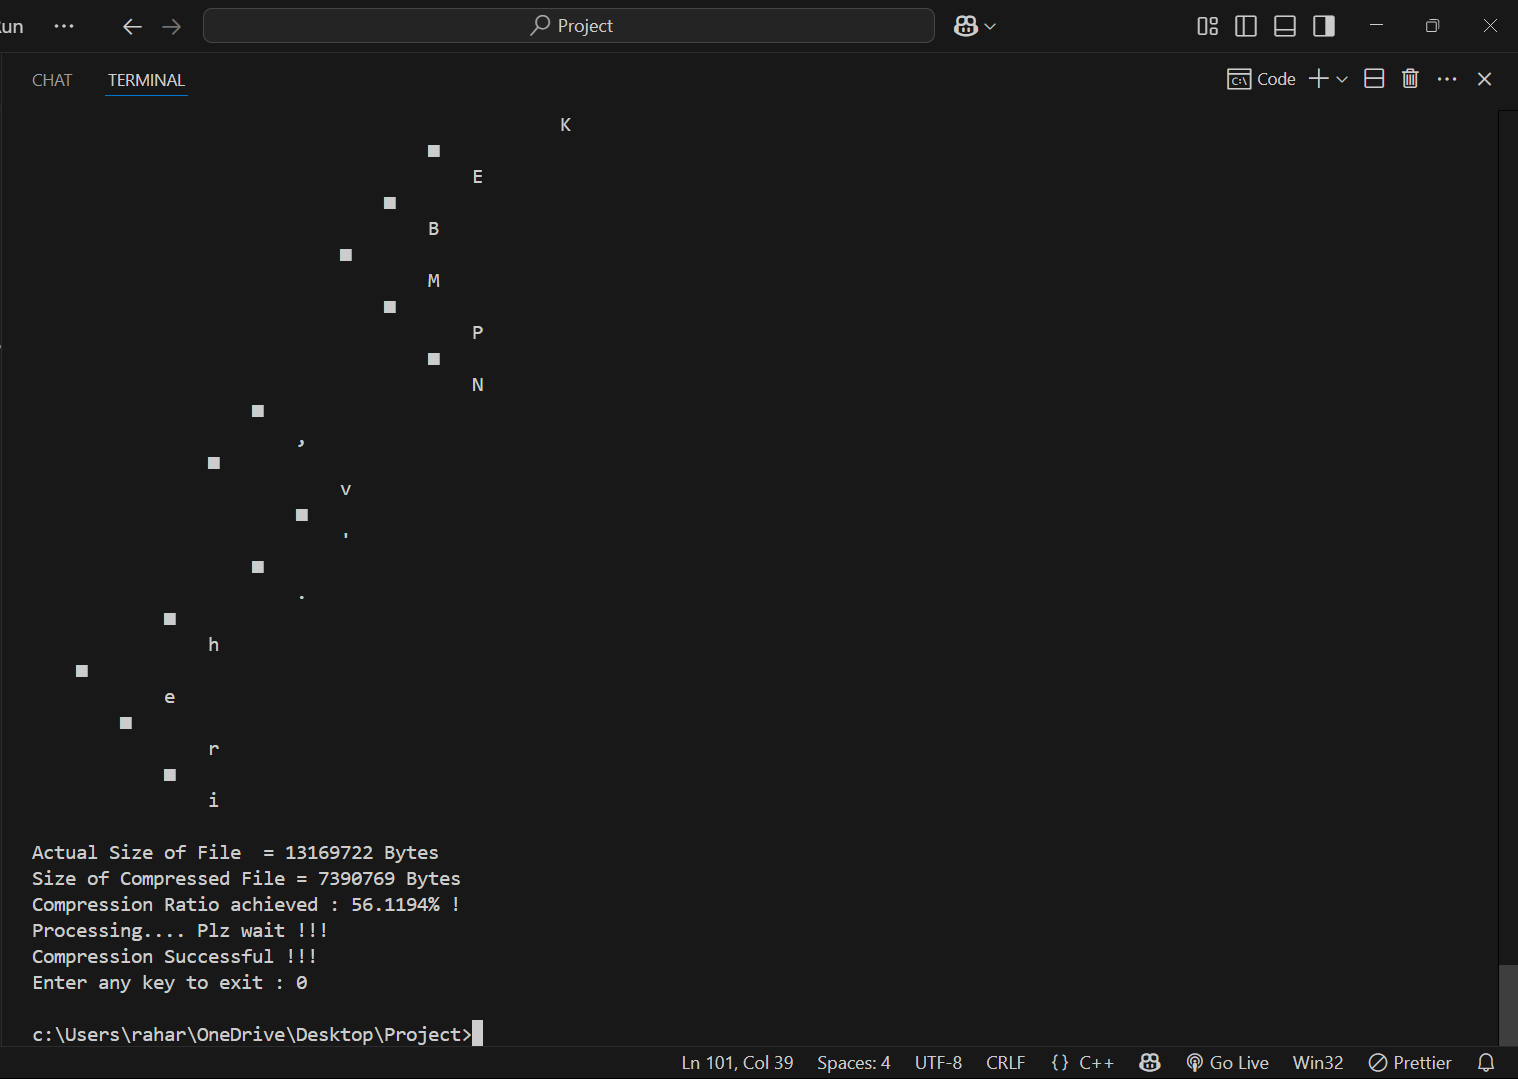 un ··· Project
CHAT TERMINAL Code
K
■
E
■
B
■
M
■
P
■
N
■
,
■
v
■
'
■
.
■
h
■
e
■
r
■
i
Actual Size of File  = 13169722 Bytes
Size of Compressed File = 7390769 Bytes
Compression Ratio achieved : 56.1194% !
Processing.... Plz wait !!!
Compression Successful !!!
Enter any key to exit : 0
c:\Users\rahar\OneDrive\Desktop\Project>
Ln 101, Col 39 Spaces: 4 UTF-8 CRLF {} C++ Go Live Win32 Prettier